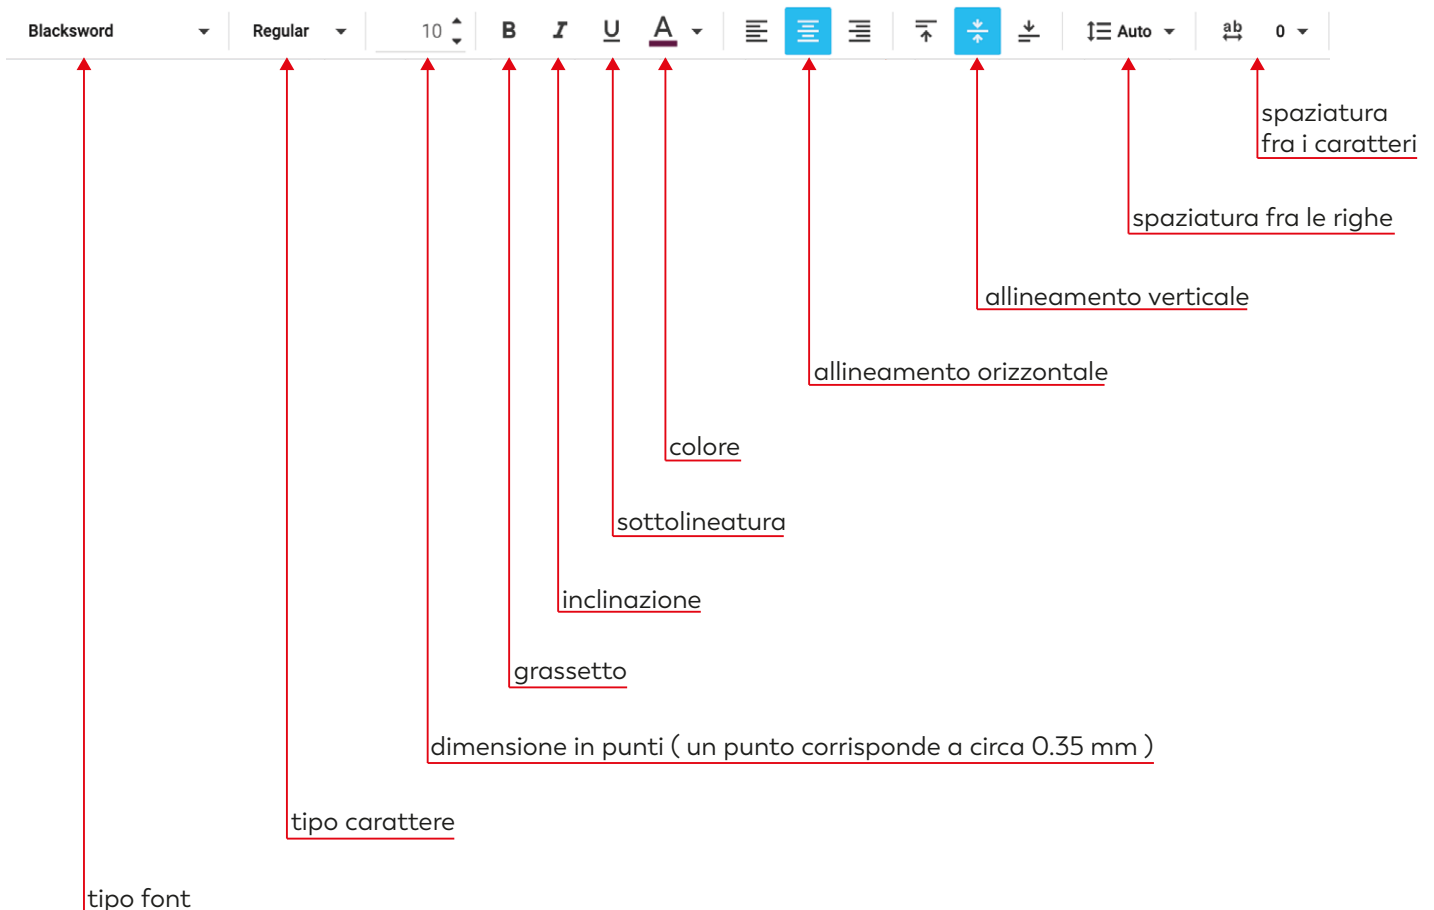 Blacksword Regular 10 B I U A Auto ab 0
spaziatura
fra i caratteri
spaziatura fra le righe
allineamento verticale
allineamento orizzontale
colore
sottolineatura
inclinazione
grassetto
dimensione in punti ( un punto corrisponde a circa 0.35 mm )
tipo carattere
tipo font